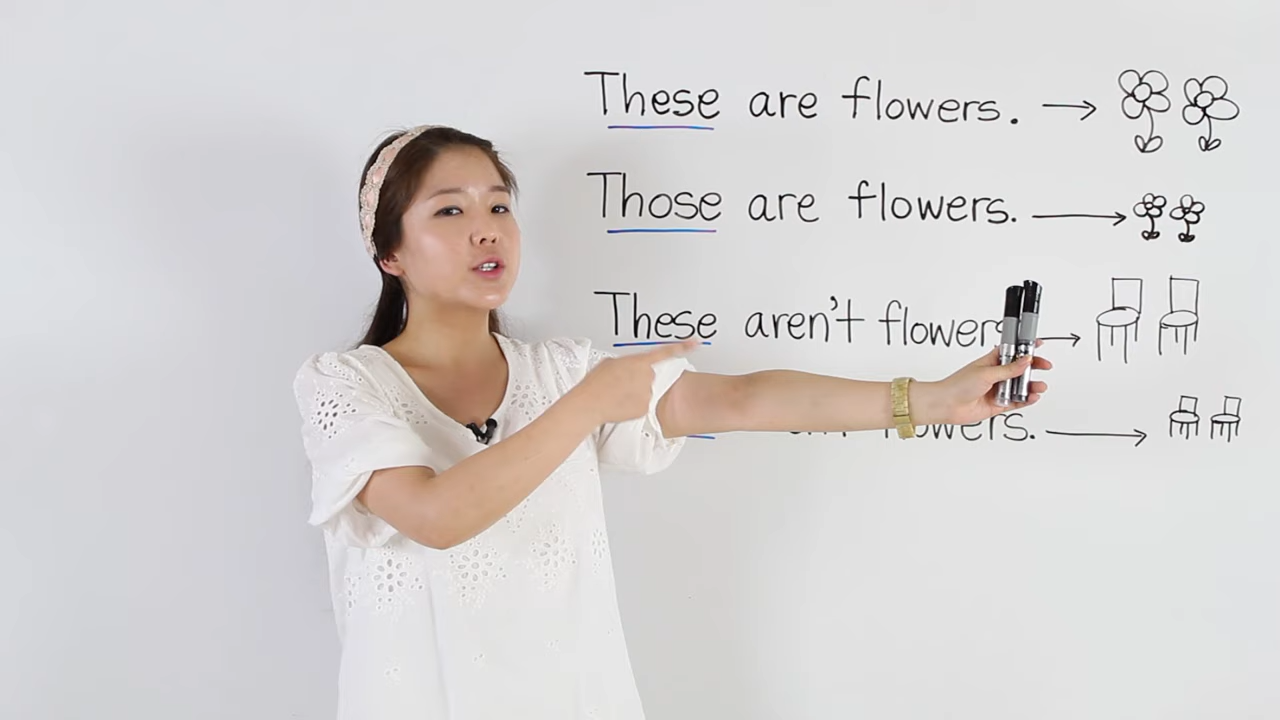 These are flowers.
Those are flowers.
These aren't flowers
flowers.